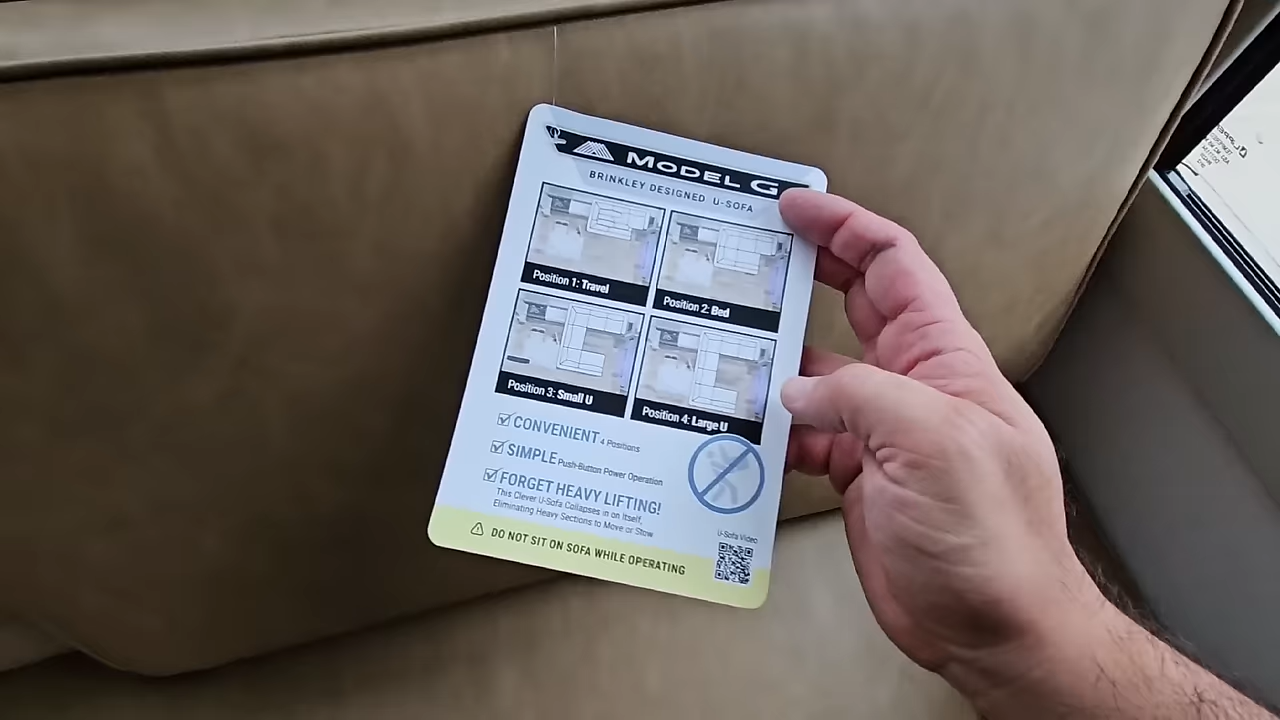 MODEL G
BRINKLEY DESIGNED U-SOFA
Position 1: Travel
Position 2: Bed
Position 3: Small U
Position 4: Large U
CONVENIENT 4 Positions
SIMPLE Push-Button Power Operation
FORGET HEAVY LIFTING!
This Clever U-Sofa Collapses in on Itself,
Eliminating Heavy Sections to Move or Stow
U-Sofa Video
DO NOT SIT ON SOFA WHILE OPERATING